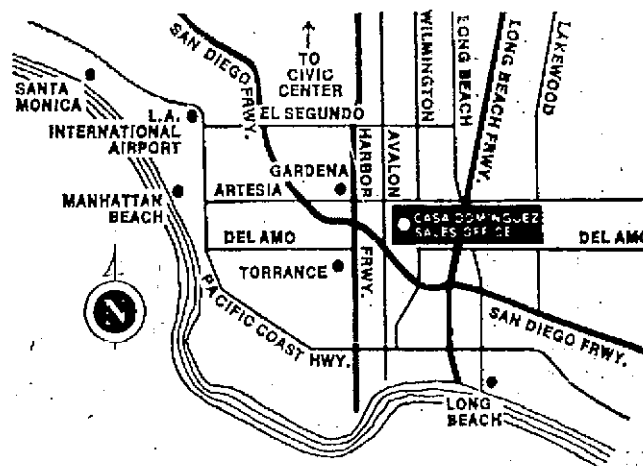 SANTA
MONICA
L.A.
INTERNATIONAL
AIRPORT
MANHATTAN
BEACH
SAN DIEGO FRWY.
TO
CIVIC
CENTER
EL SEGUNDO
GARDENA
ARTESIA
DEL AMO
TORRANCE
PACIFIC COAST HWY.
HARBOR FRWY.
AVALON
WILMINGTON
LONG BEACH
LONG BEACH FRWY.
LAKEWOOD
CASA DOMINGUEZ
SALES OFFICE
DEL AMO
SAN DIEGO FRWY.
LONG
BEACH
N